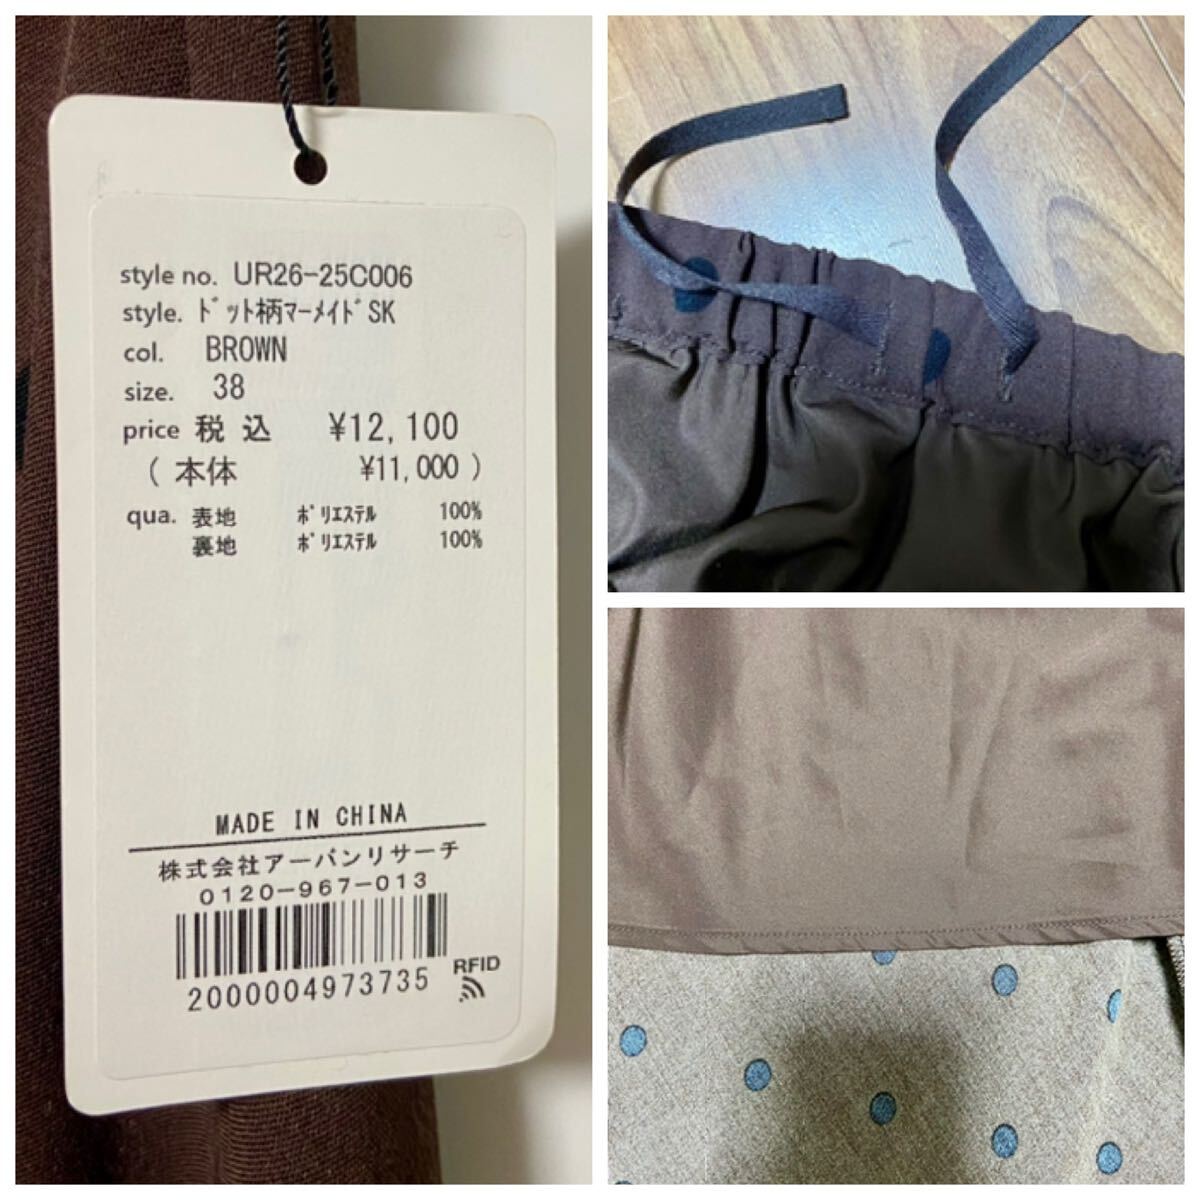 style no. UR26-25C006
style. ﾄﾞｯﾄ柄ﾏｰﾒｲﾄﾞSK
col. BROWN
size. 38
price 税込 ¥12,100
( 本体 ¥11,000 )
qua. 表地 ﾎﾟﾘｴｽﾃﾙ 100%
裏地 ﾎﾟﾘｴｽﾃﾙ 100%
MADE IN CHINA
株式会社アーバンリサーチ
0120-967-013
2000004973735
RFID